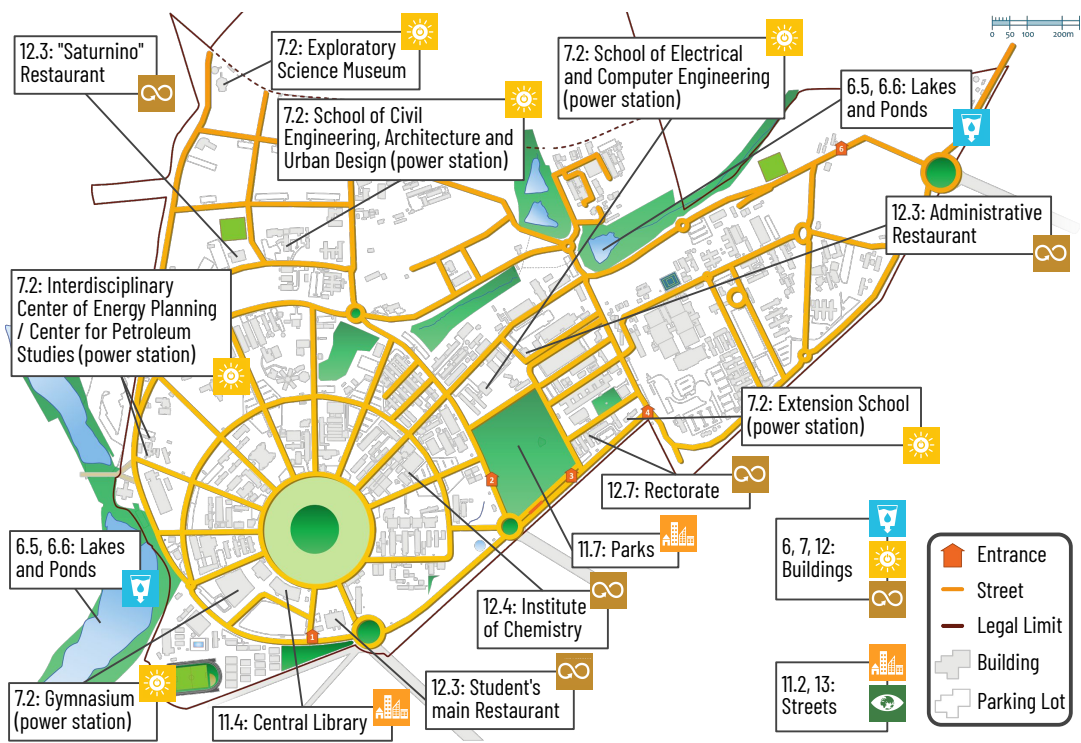 12.3: "Saturnino"
Restaurant
7.2: Exploratory
Science Museum
7.2: School of Civil
Engineering, Architecture and
Urban Design (power station)
7.2: School of Electrical
and Computer Engineering
(power station)
6.5, 6.6: Lakes
and Ponds
0 50 100 200m
12.3: Administrative
Restaurant
7.2: Interdisciplinary
Center of Energy Planning
/ Center for Petroleum
Studies (power station)
7.2: Extension School
(power station)
12.7: Rectorate
11.7: Parks
12.4: Institute
of Chemistry
12.3: Student's
main Restaurant
11.4: Central Library
7.2: Gymnasium
(power station)
6.5, 6.6: Lakes
and Ponds
6
4
3
2
1
6, 7, 12:
Buildings
11.2, 13:
Streets
Entrance
Street
Legal Limit
Building
Parking Lot